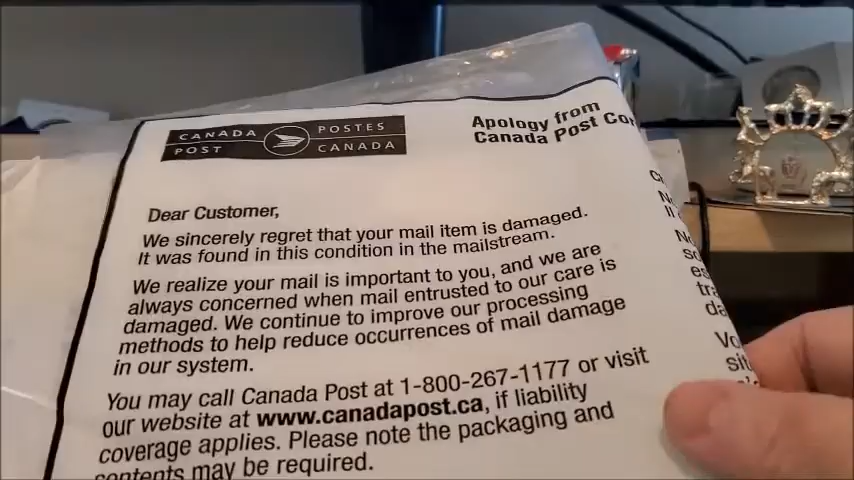 CANADA POST
POSTES CANADA
Apology from
Canada Post Cor
Dear Customer,
We sincerely regret that your mail item is damaged.
It was found in this condition in the mailstream.
We realize your mail is important to you, and we are
always concerned when mail entrusted to our care is
damaged. We continue to improve our processing
methods to help reduce occurrences of mail damage
in our system.
You may call Canada Post at 1-800-267-1177 or visit
our website at www.canadapost.ca, if liability
coverage applies. Please note the packaging and
contents may be required.